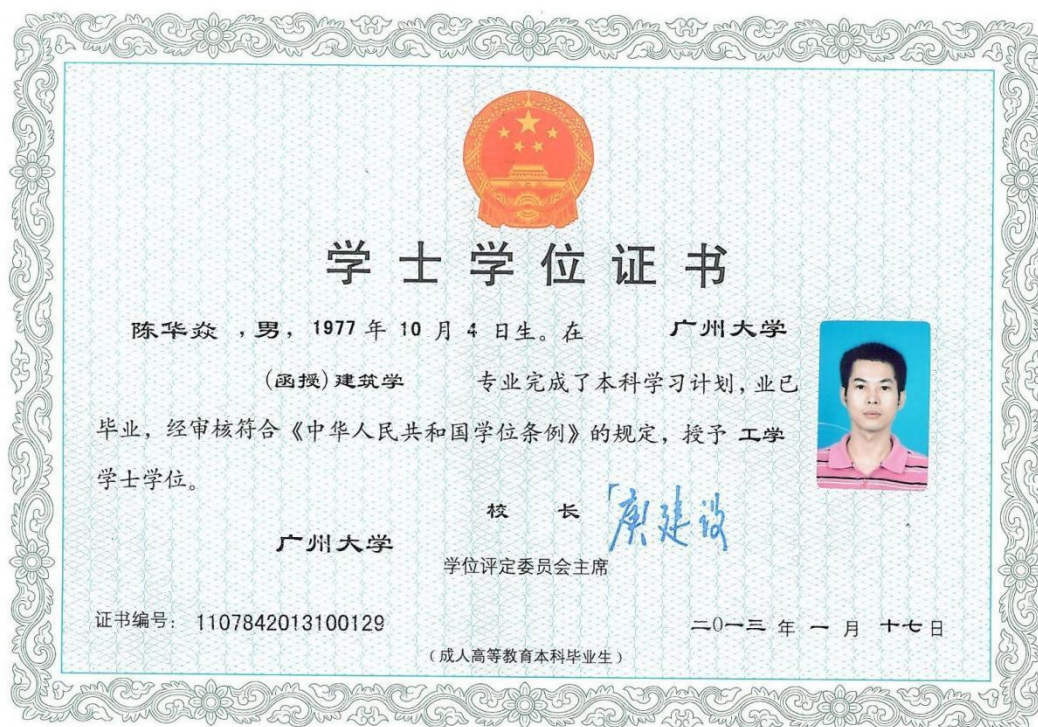 学士学位证书
陈华焱 ,男, 1977 年 10 月 4 日生。在 广州大学
(函授)建筑学 专业完成了本科学习计划,业已
毕业,经审核符合《中华人民共和国学位条例》的规定,授予 工学
学士学位。
校 长 庾建设
广州大学
学位评定委员会主席
证书编号: 1107842013100129
二〇一三 年 一 月 十七日
(成人高等教育本科毕业生)